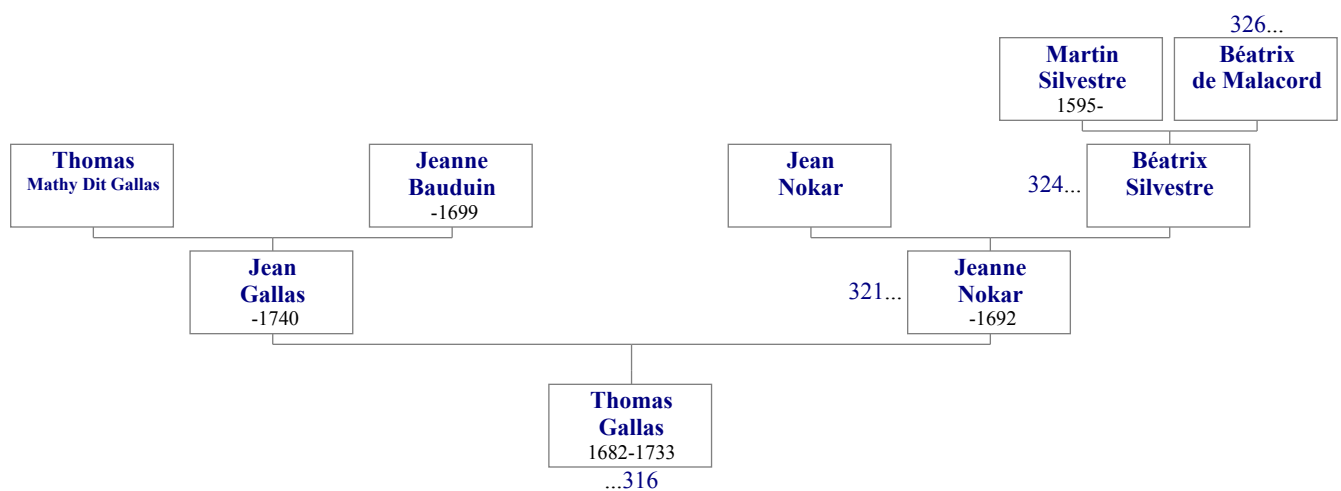 326...
Martin
Silvestre
1595-
Béatrix
de Malacord
Thomas
Mathy Dit Gallas
Jeanne
Bauduin
-1699
Jean
Nokar
324...
Béatrix
Silvestre
Jean
Gallas
-1740
321...
Jeanne
Nokar
-1692
Thomas
Gallas
1682-1733
...316